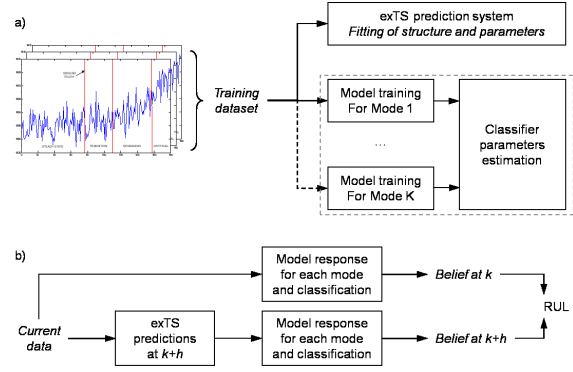 a)
exTS prediction system
Fitting of structure and parameters
Training
dataset
Model training
For Mode 1
...
Model training
For Mode K
Classifier
parameters
estimation
b)
Current
data
exTS
predictions
at k+h
Model response
for each mode
and classification
Belief at k
Model response
for each mode
and classification
Belief at k+h
RUL